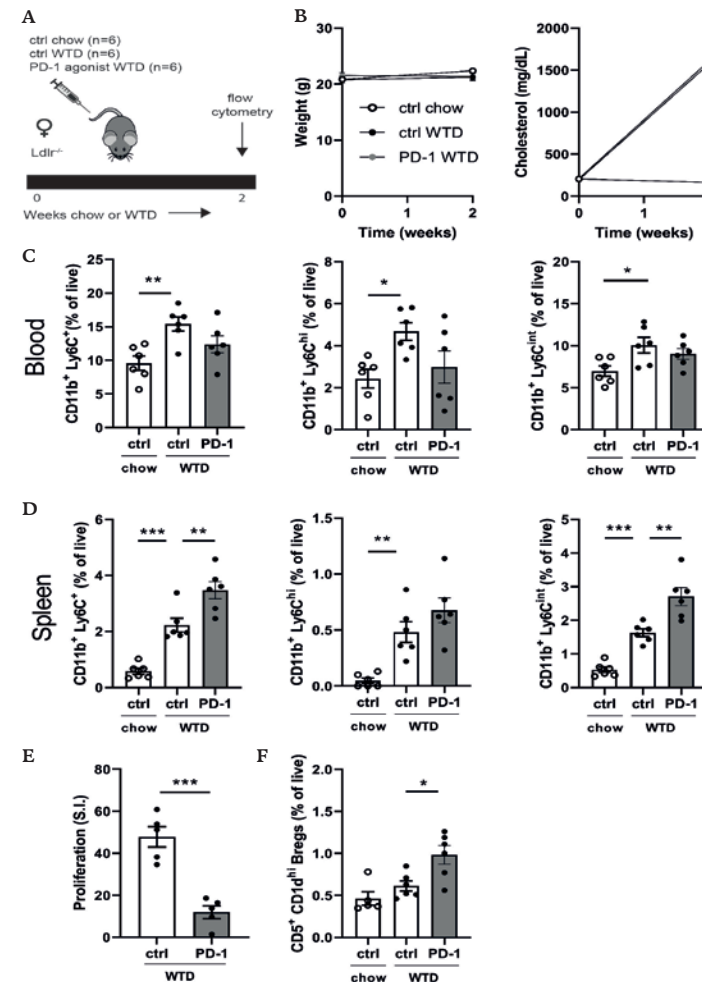 A
ctrl chow (n=6)
ctrl WTD (n=6)
PD-1 agonist WTD (n=6)
flow
cytometry
♀
Ldlr-/-
0
2
Weeks chow or WTD
B
Weight (g)
30
20
10
0
ctrl chow
ctrl WTD
PD-1 WTD
0
1
2
Time (weeks)
Cholesterol (mg/dL)
2000
1500
1000
500
0
0
1
Time (weeks)
C
Blood
CD11b+ Ly6C+(% of live)
25
20
15
10
5
0
**
ctrl
ctrl
PD-1
chow
WTD
CD11b+ Ly6Chi (% of live)
8
6
4
2
0
*
ctrl
ctrl
PD-1
chow
WTD
CD11b+ Ly6Cint (% of live)
20
15
10
5
0
*
ctrl
ctrl
PD-1
chow
WTD
D
Spleen
CD11b+ Ly6C+ (% of live)
6
4
2
0
***
**
ctrl
ctrl
PD-1
chow
WTD
CD11b+ Ly6Chi (% of live)
1.5
1.0
0.5
0.0
**
ctrl
ctrl
PD-1
chow
WTD
CD11b+ Ly6Cint (% of live)
5
4
3
2
1
0
***
**
ctrl
ctrl
PD-1
chow
WTD
E
Proliferation (S.I.)
80
60
40
20
0
***
ctrl
PD-1
WTD
F
CD5+ CD1dhi Bregs (% of live)
2.0
1.5
1.0
0.5
0.0
*
ctrl
ctrl
PD-1
chow
WTD